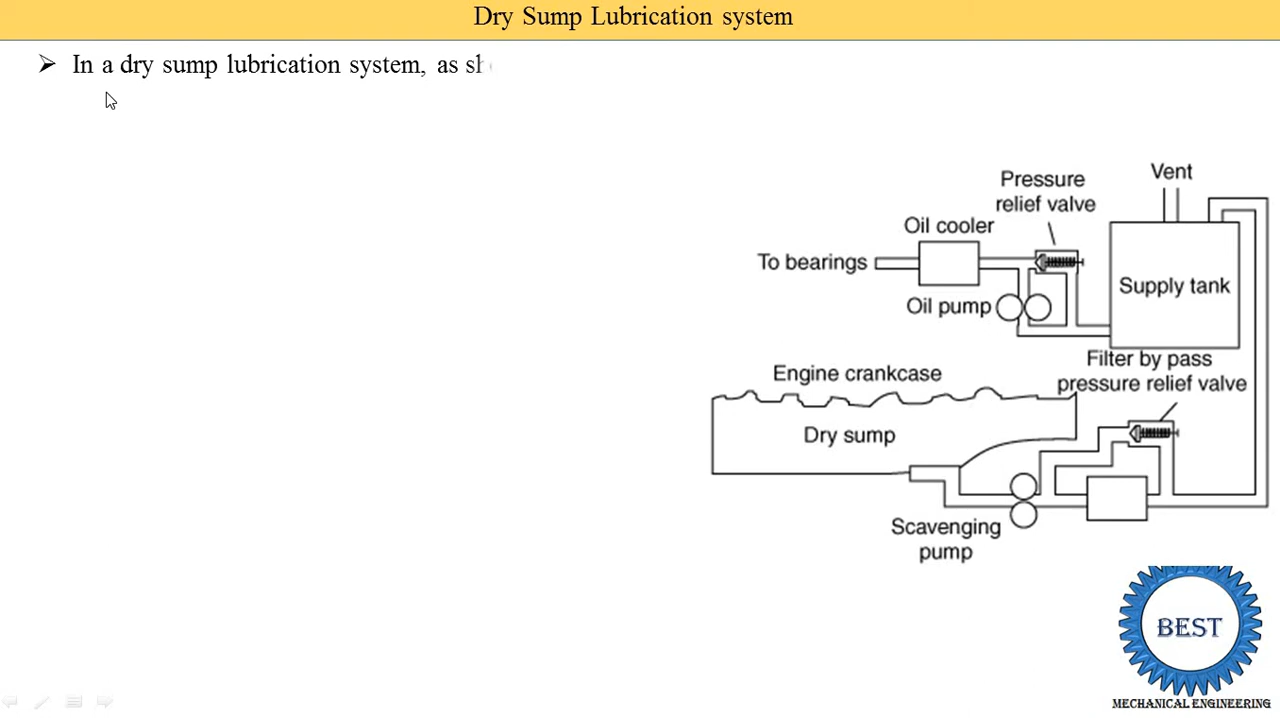 Dry Sump Lubrication system
In a dry sump lubrication system, as
Pressure
relief valve
Vent
Oil cooler
To bearings
Supply tank
Oil pump
Filter by pass
pressure relief valve
Engine crankcase
Dry sump
Scavenging
pump
BEST
MECHANICAL ENGINEERING